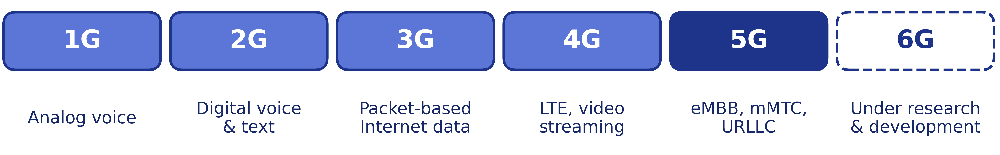 1G
2G
3G
4G
5G
6G
Analog voice
Digital voice
& text
Packet-based
Internet data
LTE, video
streaming
eMBB, mMTC,
URLLC
Under research
& development